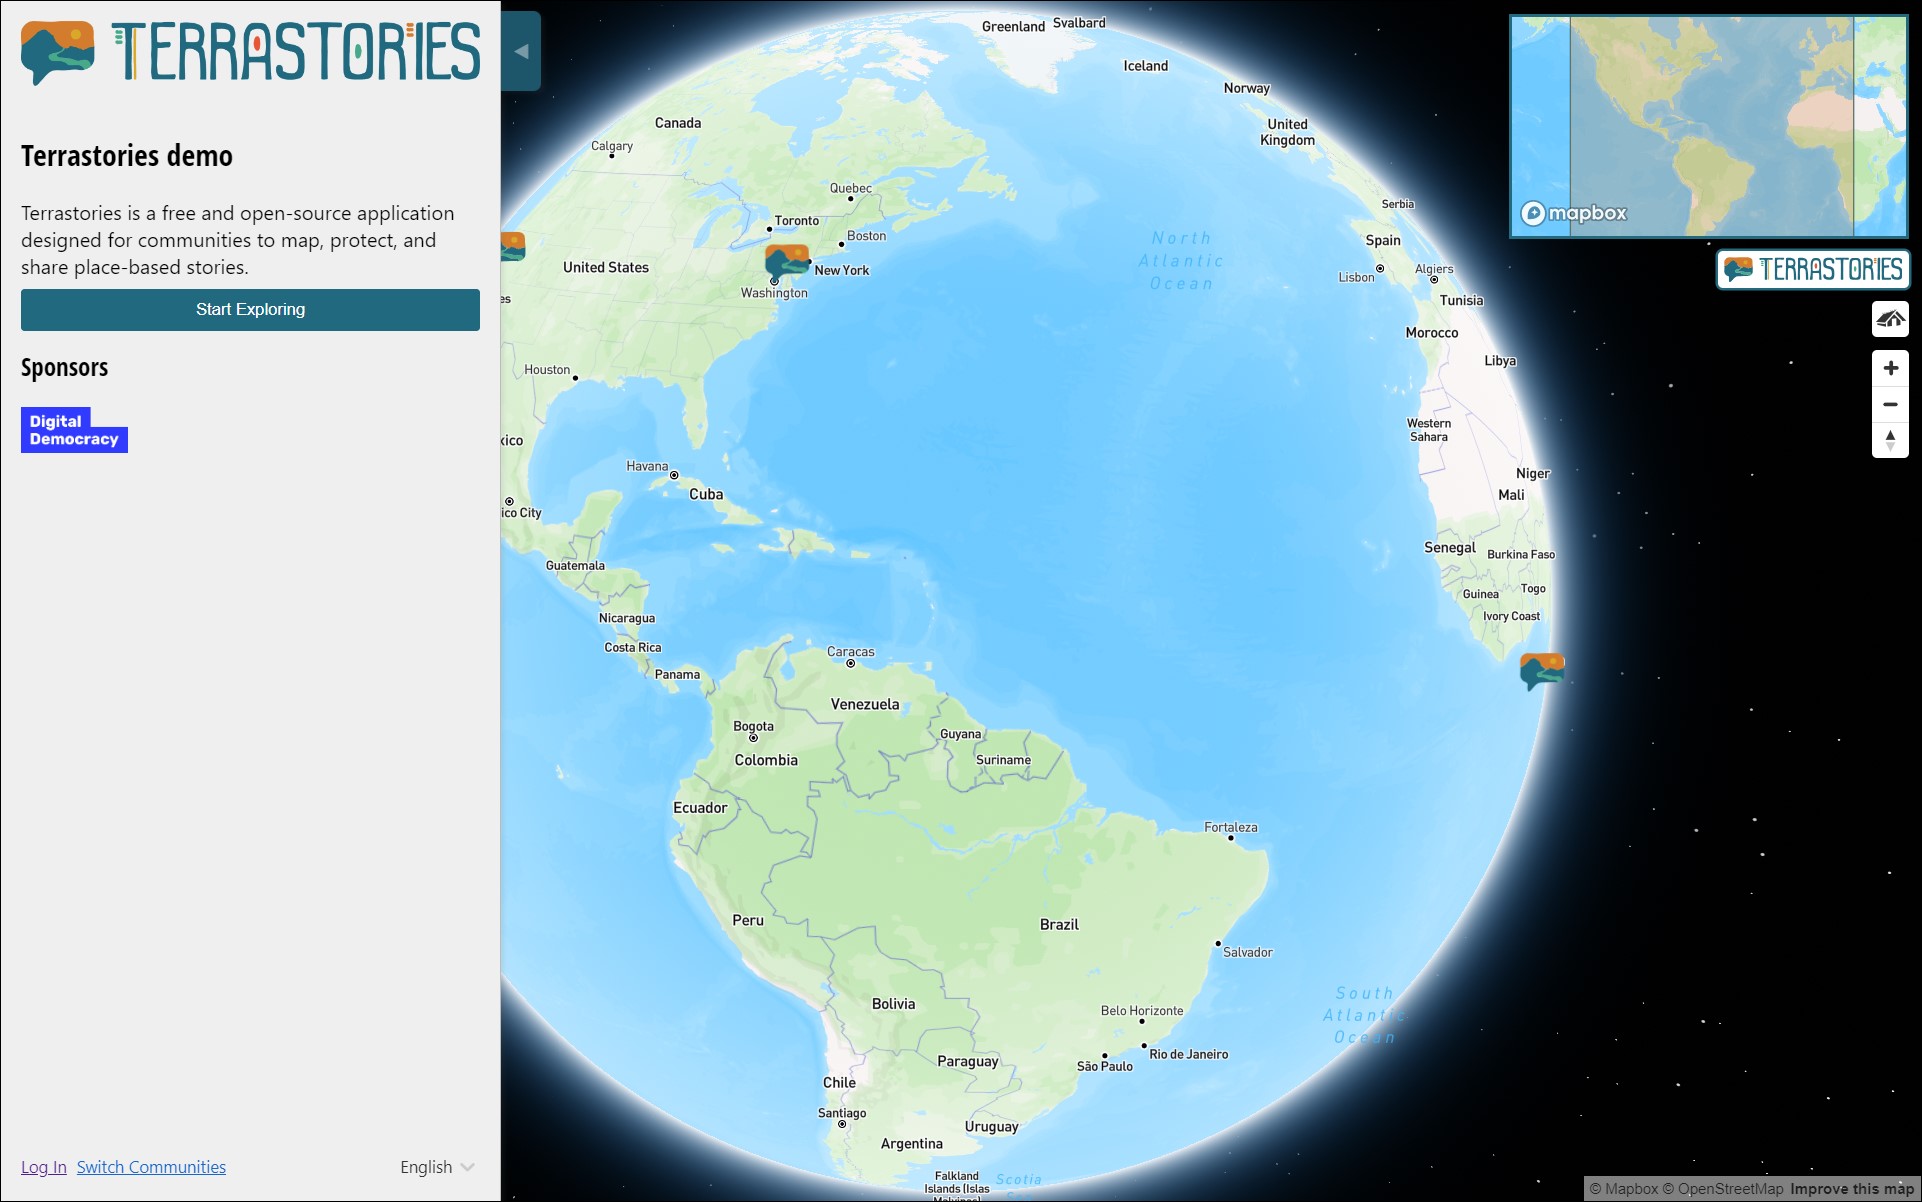 TERRASTORIES
Terrastories demo
Terrastories is a free and open-source application
designed for communities to map, protect, and
share place-based stories.
Start Exploring
Sponsors
Digital
Democracy
Log In
Switch Communities
English
Greenland
Svalbard
Iceland
Norway
United
Kingdom
Canada
Calgary
Quebec
Toronto
Boston
United States
New York
Washington
Houston
Havana
Cuba
ico City
Guatemala
Nicaragua
Costa Rica
Panama
Caracas
Venezuela
Bogota
Colombia
Guyana
Suriname
Ecuador
Fortaleza
Peru
Brazil
Salvador
Bolivia
Belo Horizonte
Rio de Janeiro
São Paulo
Paraguay
Chile
Santiago
Uruguay
Argentina
Falkland
Islands (Islas
Malvinas)
Scotia
North
Atlantic
Ocean
South
Atlantic
Ocean
Serbia
Spain
Lisbon
Algiers
Tunisia
Morocco
Libya
Western
Sahara
Niger
Mali
Senegal
Burkina Faso
Guinea
Togo
Ivory Coast
mapbox
TERRASTORIES
© Mapbox © OpenStreetMap Improve this map